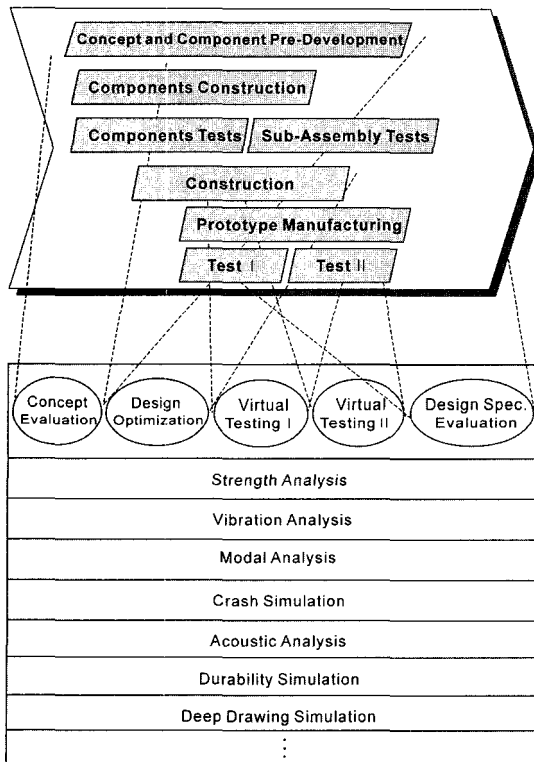 Concept and Component Pre-Development
Components Construction
Components Tests
Sub-Assembly Tests
Construction
Prototype Manufacturing
Test I
Test II
Concept
Evaluation
Design
Optimization
Virtual
Testing I
Virtual
Testing II
Design Spec.
Evaluation
Strength Analysis
Vibration Analysis
Modal Analysis
Crash Simulation
Acoustic Analysis
Durability Simulation
Deep Drawing Simulation
⋮